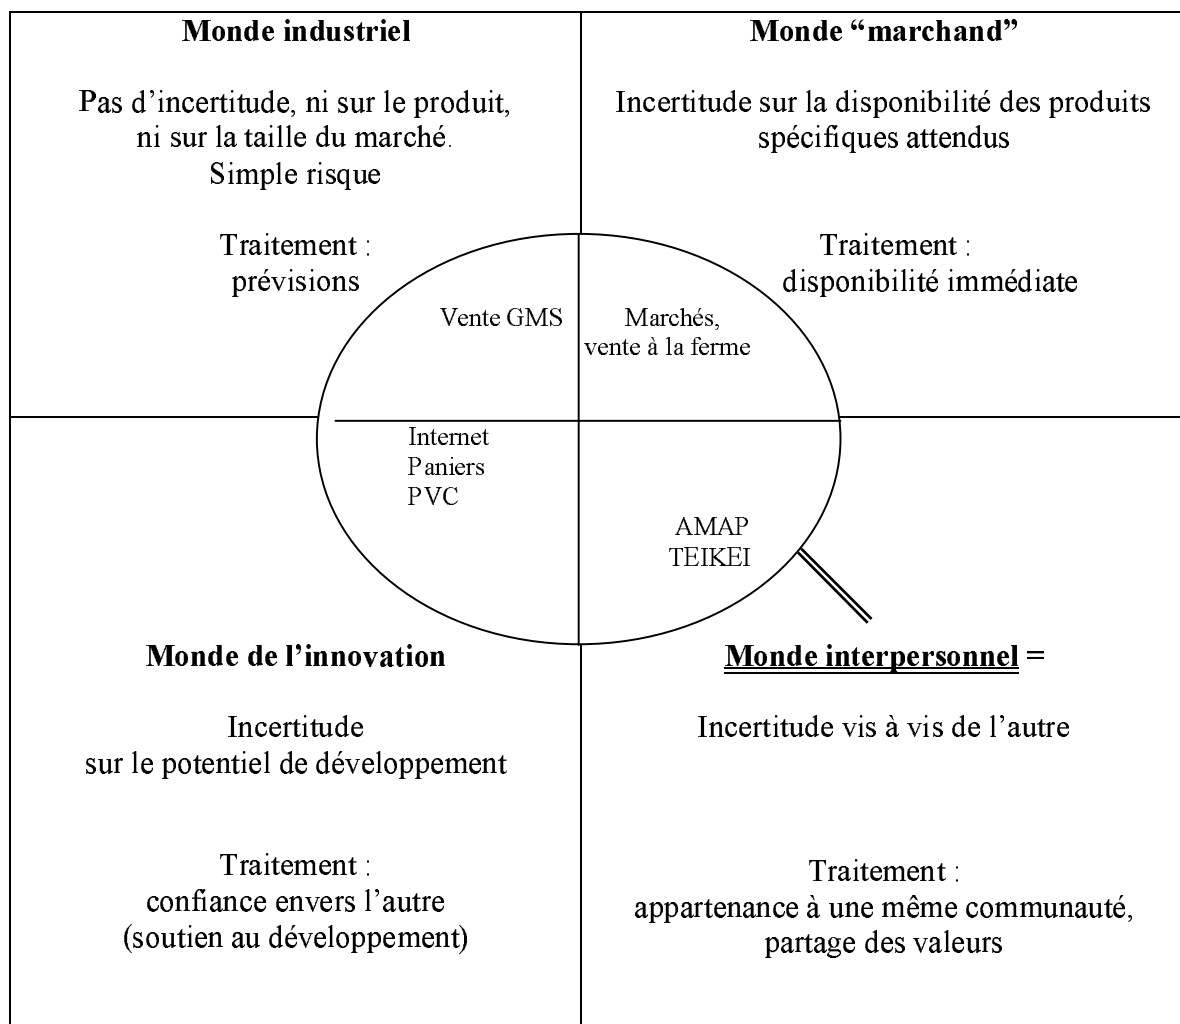 Monde industriel
Pas d’incertitude, ni sur le produit,
ni sur la taille du marché.
Simple risque
Traitement :
prévisions
Vente GMS
Monde “marchand”
Incertitude sur la disponibilité des produits
spécifiques attendus
Traitement :
disponibilité immédiate
Marchés,
vente à la ferme
Internet
Paniers
PVC
Monde de l’innovation
Incertitude
sur le potentiel de développement
Traitement :
confiance envers l’autre
(soutien au développement)
AMAP
TEIKEI
Monde interpersonnel =
Incertitude vis à vis de l’autre
Traitement :
appartenance à une même communauté,
partage des valeurs